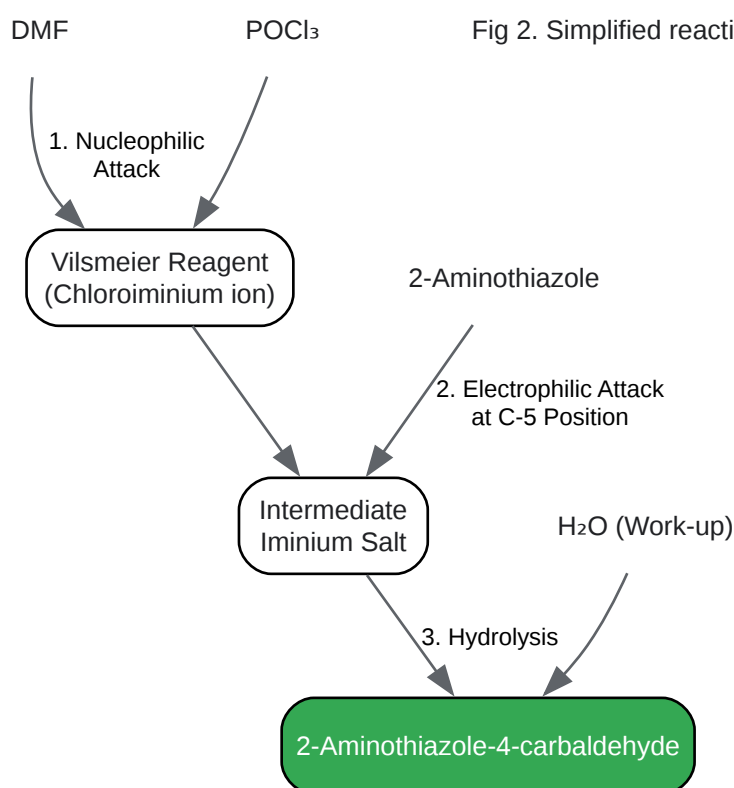 DMF
POCl₃
Fig 2. Simplified reacti
1. Nucleophilic
Attack
Vilsmeier Reagent
(Chloroiminium ion)
2-Aminothiazole
2. Electrophilic Attack
at C-5 Position
Intermediate
Iminium Salt
H₂O (Work-up)
3. Hydrolysis
2-Aminothiazole-4-carbaldehyde